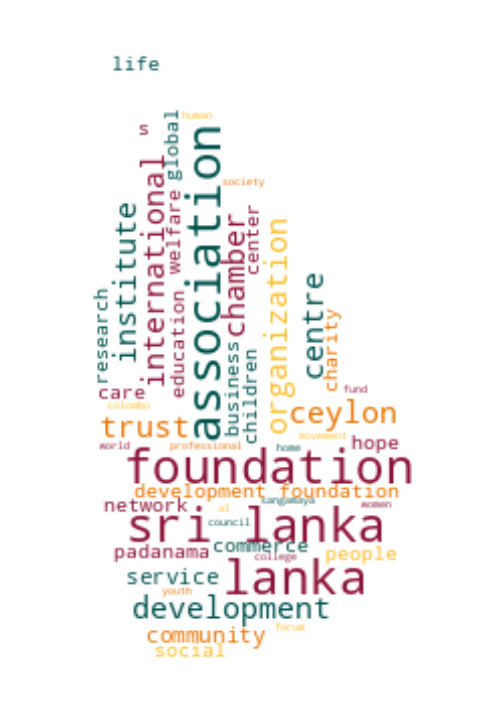 life
human
s
global
association
society
international
welfare
institute
chamber
center
organization
centre
research
education
business
children
charity
care
fund
colombo
trust
ceylon
movement
hope
world
professional
home
foundation
development foundation
network
al
sangamaya
women
sri lanka
council
padanama
commerce
college
people
service
lanka
youth
development
community
forum
social